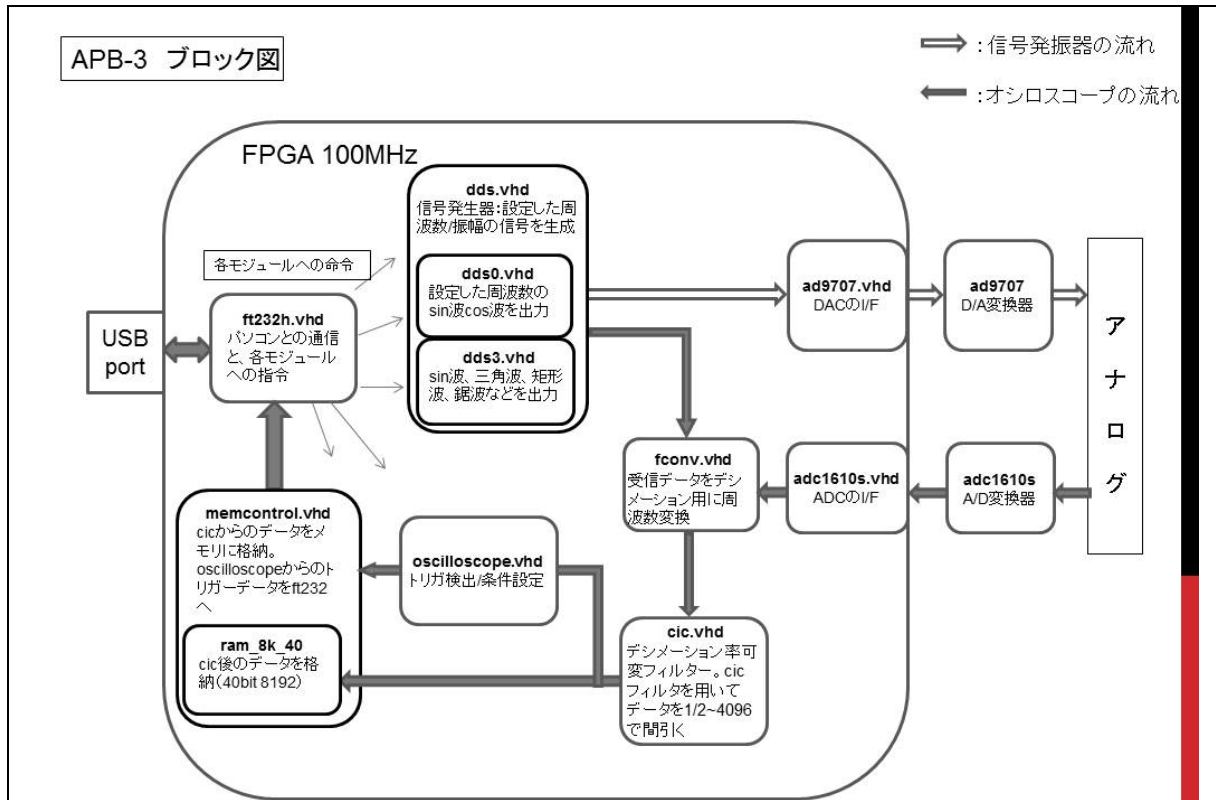 APB-3 ブロック図
:信号発振器の流れ
:オシロスコープの流れ
FPGA 100MHz
各モジュールへの命令
dds.vhd
信号発生器:設定した周
波数/振幅の信号を生成
dds0.vhd
設定した周波数の
sin波cos波を出力
dds3.vhd
sin波、三角波、矩形
波、鋸波などを出力
USB
port
ft232h.vhd
パソコンとの通信
と、各モジュール
への指令
ad9707.vhd
DACのI/F
ad9707
D/A変換器
ア
ナ
ロ
グ
fconv.vhd
受信データをデシ
メーション用に周
波数変換
adc1610s.vhd
ADCのI/F
adc1610s
A/D変換器
memcontrol.vhd
cicからのデータをメ
モリに格納。
oscilloscopeからのト
リガーデータをft232
へ
ram_8k_40
cic後のデータを格
納(40bit 8192)
oscilloscope.vhd
トリガ検出/条件設定
cic.vhd
デシメーション率可
変フィルター。cic
フィルタを用いて
データを1/2~4096
で間引く